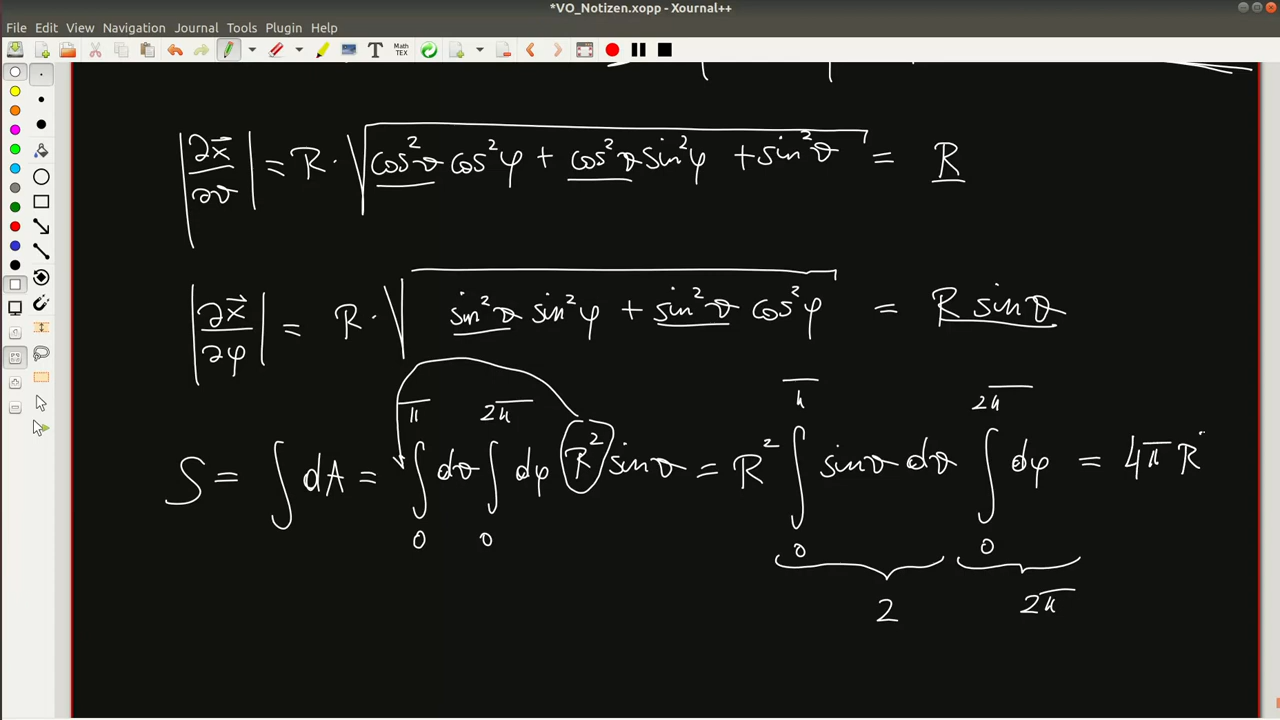 *VO_Notizen.xopp - Xournal++
File Edit View Navigation Journal Tools Plugin Help
|∂x⃗/∂ϑ| = R · √(cos²ϑ cos²φ + cos²ϑ sin²φ + sin²ϑ) = R
|∂x⃗/∂φ| = R · √(sin²ϑ sin²φ + sin²ϑ cos²φ) = R sinϑ
S = ∫ dA = ∫₀^π dϑ ∫₀^2π dφ R² sinϑ = R² ∫₀^π sinϑ dϑ ∫₀^2π dφ = 4πR
2 2π